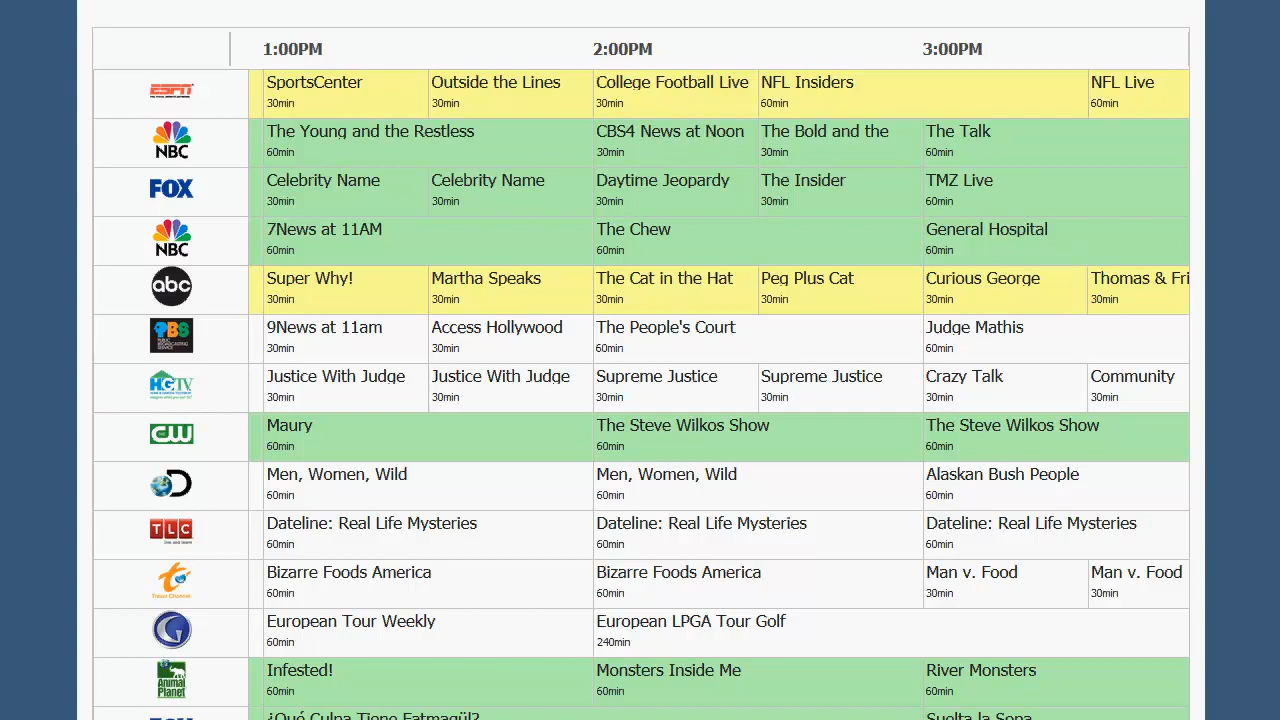 1:00PM 2:00PM 3:00PM
ESPN SportsCenter Outside the Lines College Football Live NFL Insiders NFL Live
30min 30min 30min 60min 60min
The Young and the Restless CBS4 News at Noon The Bold and the The Talk
NBC 60min 30min 30min 60min
FOX Celebrity Name Celebrity Name Daytime Jeopardy The Insider TMZ Live
30min 30min 30min 30min 60min
7News at 11AM The Chew General Hospital
NBC 60min 60min 60min
abc Super Why! Martha Speaks The Cat in the Hat Peg Plus Cat Curious George Thomas & Fri
30min 30min 30min 30min 30min 30min
PBS 9News at 11am Access Hollywood The People's Court Judge Mathis
30min 30min 60min 60min
HGTV Justice With Judge Justice With Judge Supreme Justice Supreme Justice Crazy Talk Community
30min 30min 30min 30min 30min 30min
CW Maury The Steve Wilkos Show The Steve Wilkos Show
60min 60min 60min
D Men, Women, Wild Men, Women, Wild Alaskan Bush People
60min 60min 60min
TLC Dateline: Real Life Mysteries Dateline: Real Life Mysteries Dateline: Real Life Mysteries
60min 60min 60min
Bizarre Foods America Bizarre Foods America Man v. Food Man v. Food
Travel Channel 60min 60min 30min 30min
G European Tour Weekly European LPGA Tour Golf
60min 240min
Infested! Monsters Inside Me River Monsters
Animal Planet 60min 60min 60min
¿Qué Culpa Tiene Fatmagül? Suelta la Sopa